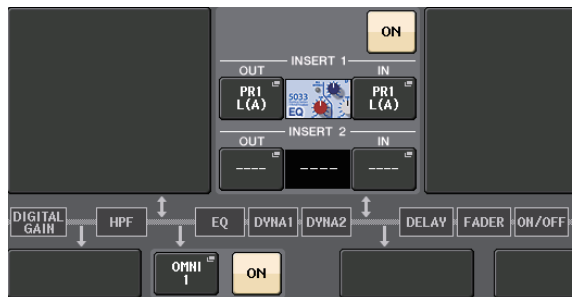 ON
INSERT 1
OUT IN
PR1 L(A)
5033 EQ
PR1 L(A)
INSERT 2
OUT IN
---- ---- ----
DIGITAL GAIN HPF EQ DYNA1 DYNA2 DELAY FADER ON/OFF
OMNI 1
ON